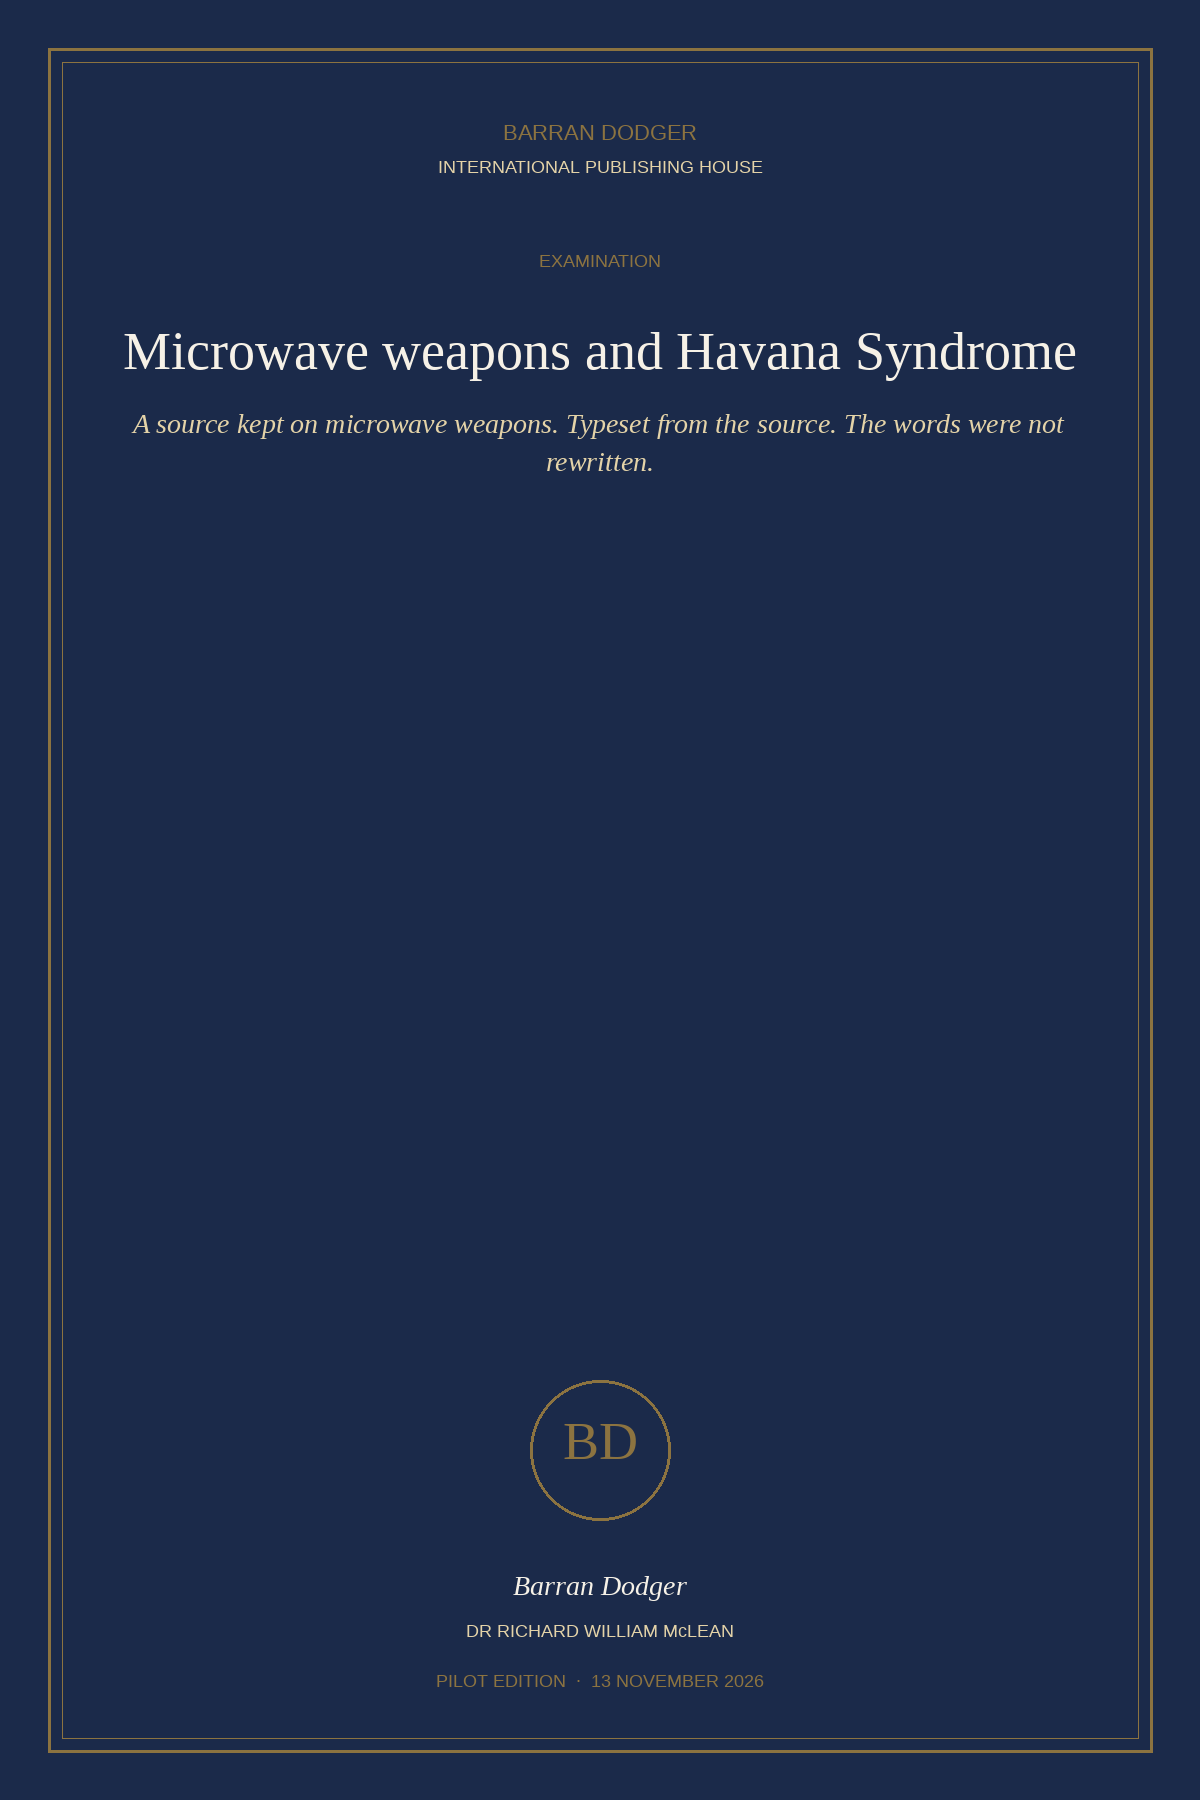 BARRAN DODGER
INTERNATIONAL PUBLISHING HOUSE
EXAMINATION
Microwave weapons and Havana Syndrome
A source kept on microwave weapons. Typeset from the source. The words were not
rewritten.
BD
Barran Dodger
DR RICHARD WILLIAM McLEAN
PILOT EDITION · 13 NOVEMBER 2026